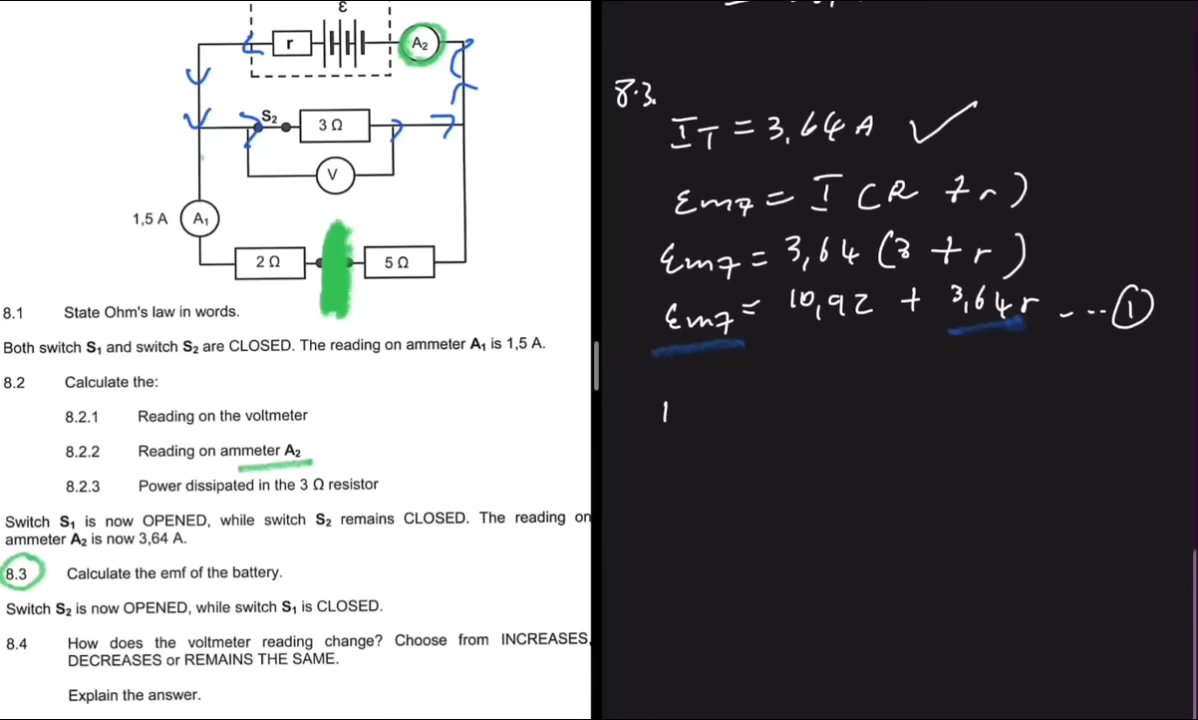 ε
r
A₂
S₂
3 Ω
V
1,5 A
A₁
2 Ω
5 Ω
8.1 State Ohm's law in words.
Both switch S₁ and switch S₂ are CLOSED. The reading on ammeter A₁ is 1,5 A.
8.2 Calculate the:
8.2.1 Reading on the voltmeter
8.2.2 Reading on ammeter A₂
8.2.3 Power dissipated in the 3 Ω resistor
Switch S₁ is now OPENED, while switch S₂ remains CLOSED. The reading on
ammeter A₂ is now 3,64 A.
8.3 Calculate the emf of the battery.
Switch S₂ is now OPENED, while switch S₁ is CLOSED.
8.4 How does the voltmeter reading change? Choose from INCREASES,
DECREASES or REMAINS THE SAME.
Explain the answer.
8.3.
I_T = 3,64 A ✓
Emf = I (R + r)
Emf = 3,64 (3 + r)
Emf = 10,92 + 3,64r ---①